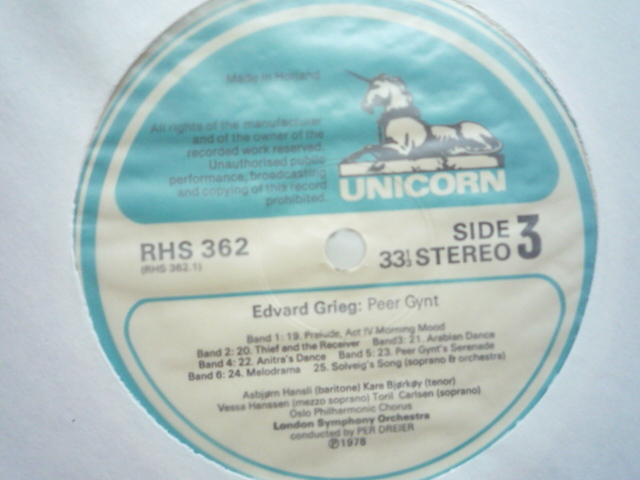 Made in Holland
All rights of the manufacturer
and of the owner of the
recorded work reserved.
Unauthorised public
performance, broadcasting
and copying of this record
prohibited.
UNICORN
RHS 362
(RHS 362.1)
SIDE 3
33⅓ STEREO
Edvard Grieg: Peer Gynt
Band 1: 19. Prelude, Act IV Morning Mood
Band 2: 20. Thief and the Receiver Band3: 21. Arabian Dance
Band 4: 22. Anitra's Dance Band 5: 23. Peer Gynt's Serenade
Band 6: 24. Melodrama 25. Solveig's Song (soprano & orchestra)
Asbjørn Hansli (baritone) Kare Bjørkøy (tenor)
Vessa Hanssen (mezzo soprano) Toril Carlsen (soprano)
Oslo Philharmonic Chorus
London Symphony Orchestra
conducted by PER DREIER
℗1978